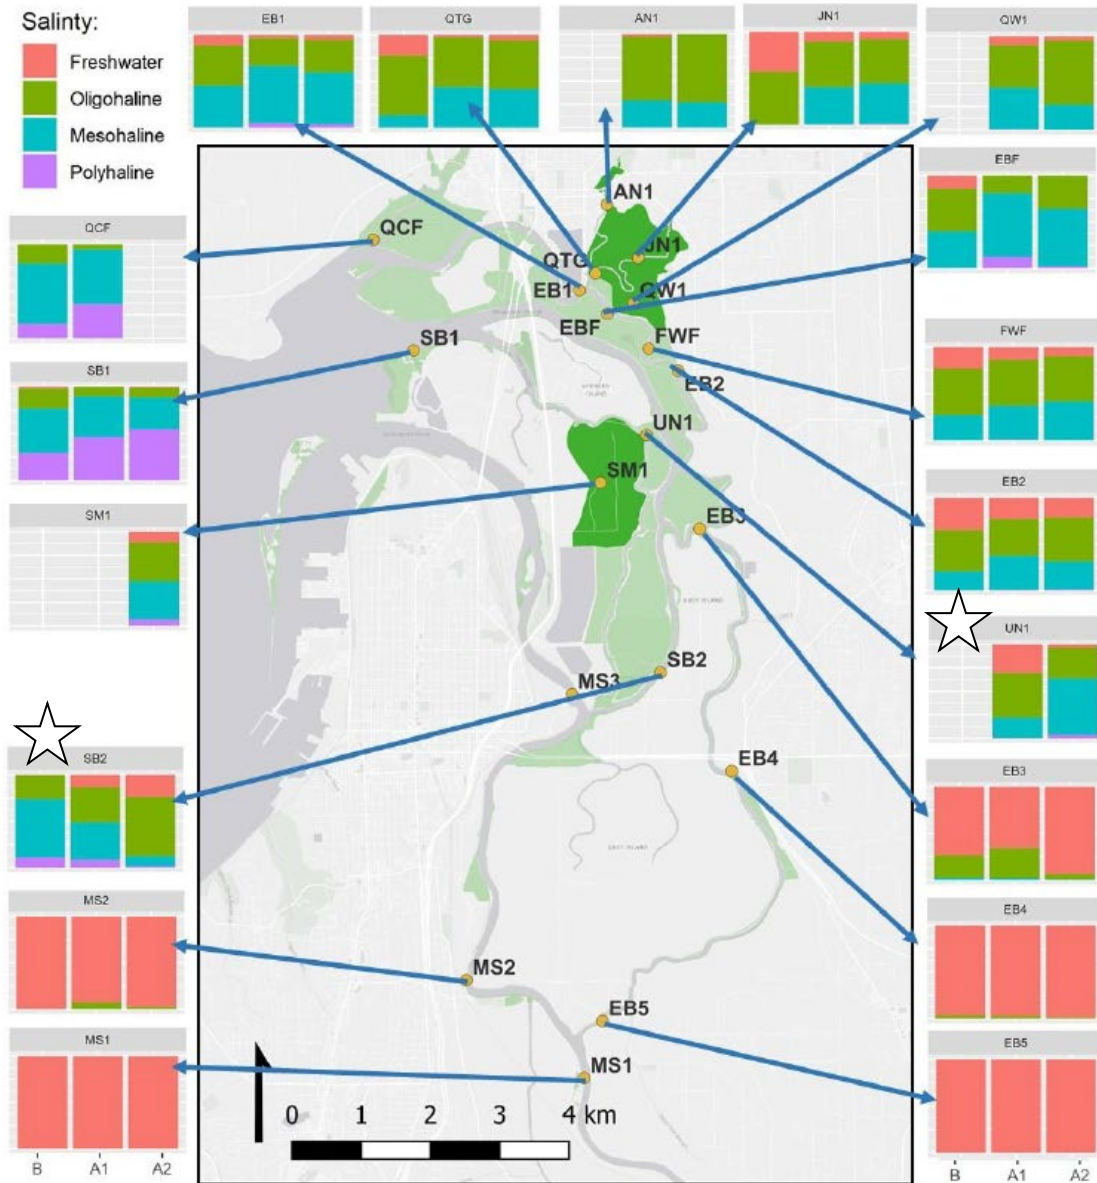 Salinity:
Freshwater
Oligohaline
Mesohaline
Polyhaline
EB1
QTG
AN1
JN1
QW1
EBF
QCF
FWF
SB1
EB2
SM1
UN1
SB2
EB3
MS2
EB4
MS1
EB5
B A1 A2
B A1 A2
AN1
QCF
JN1
QTG
EB1
QW1
EBF
SB1
FWF
EB2
UN1
SM1
EB3
SB2
MS3
EB4
MS2
EB5
MS1
0 1 2 3 4 km